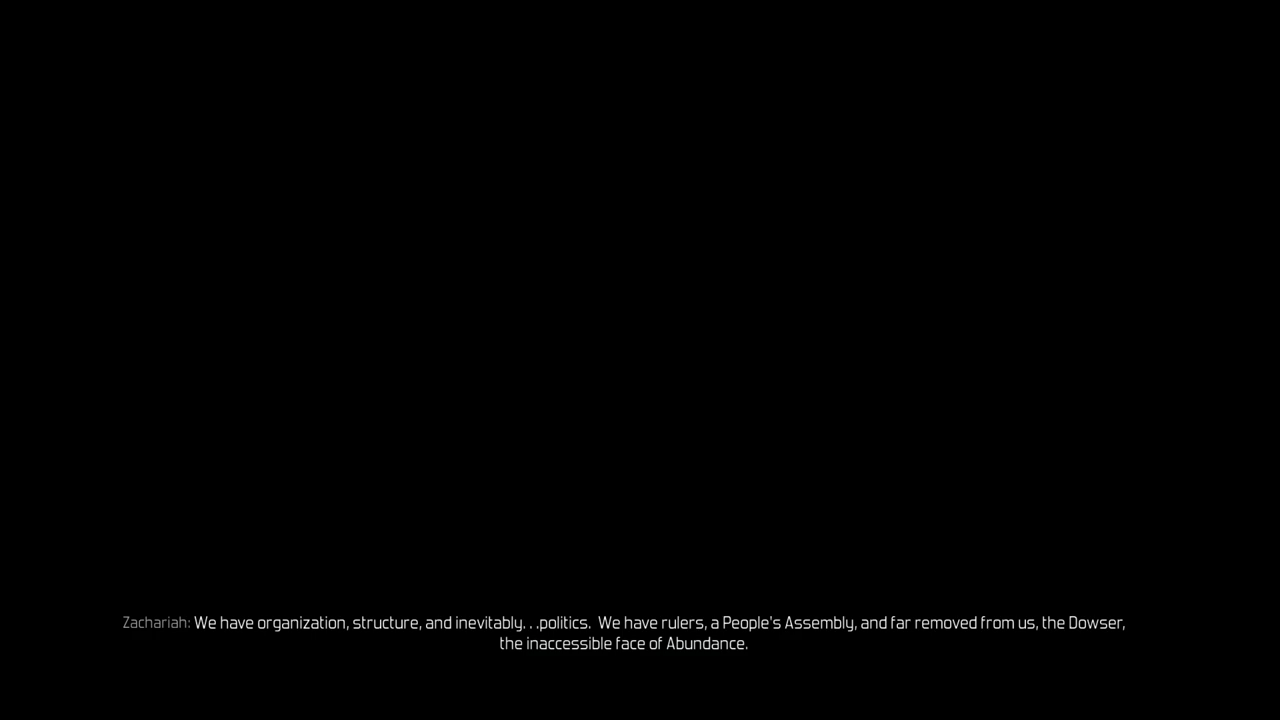 Zachariah: We have organization, structure, and inevitably. . .politics.  We have rulers, a People's Assembly, and far removed from us, the Dowser,
the inaccessible face of Abundance.